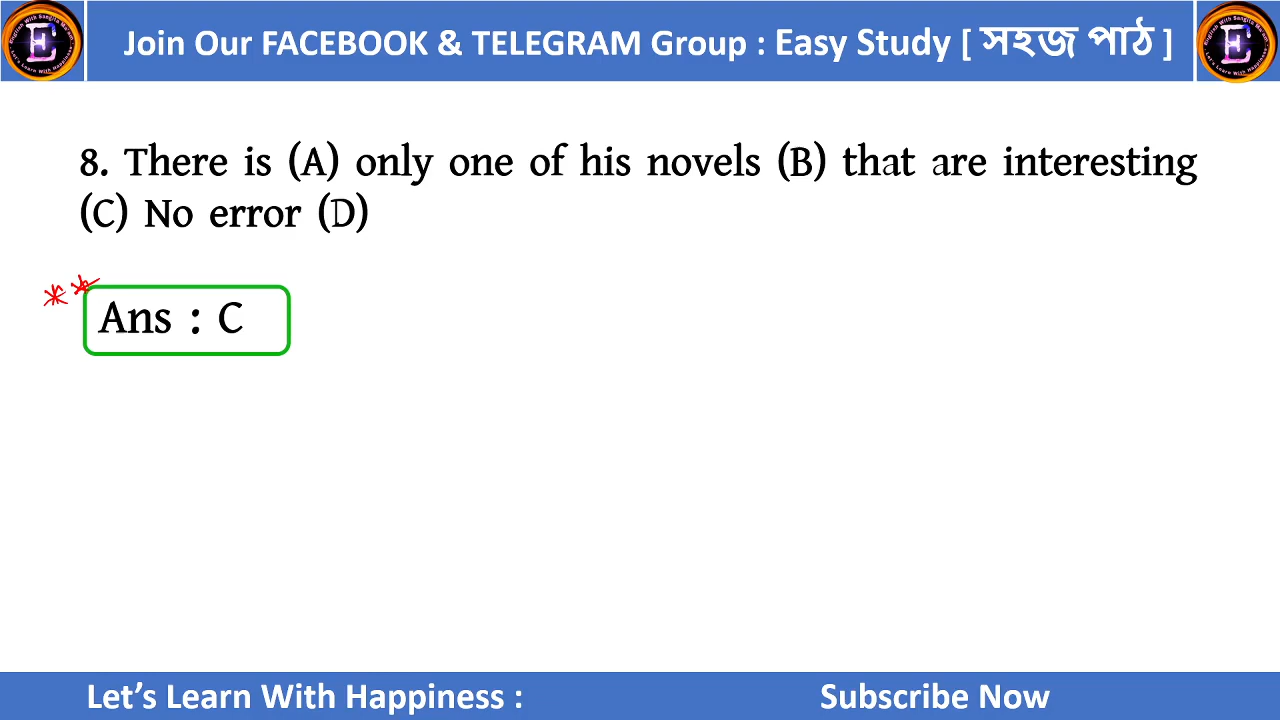 Join Our FACEBOOK & TELEGRAM Group : Easy Study [ সহজ পাঠ ]
8. There is (A) only one of his novels (B) that are interesting
(C) No error (D)
**
Ans : C
Let's Learn With Happiness :
Subscribe Now